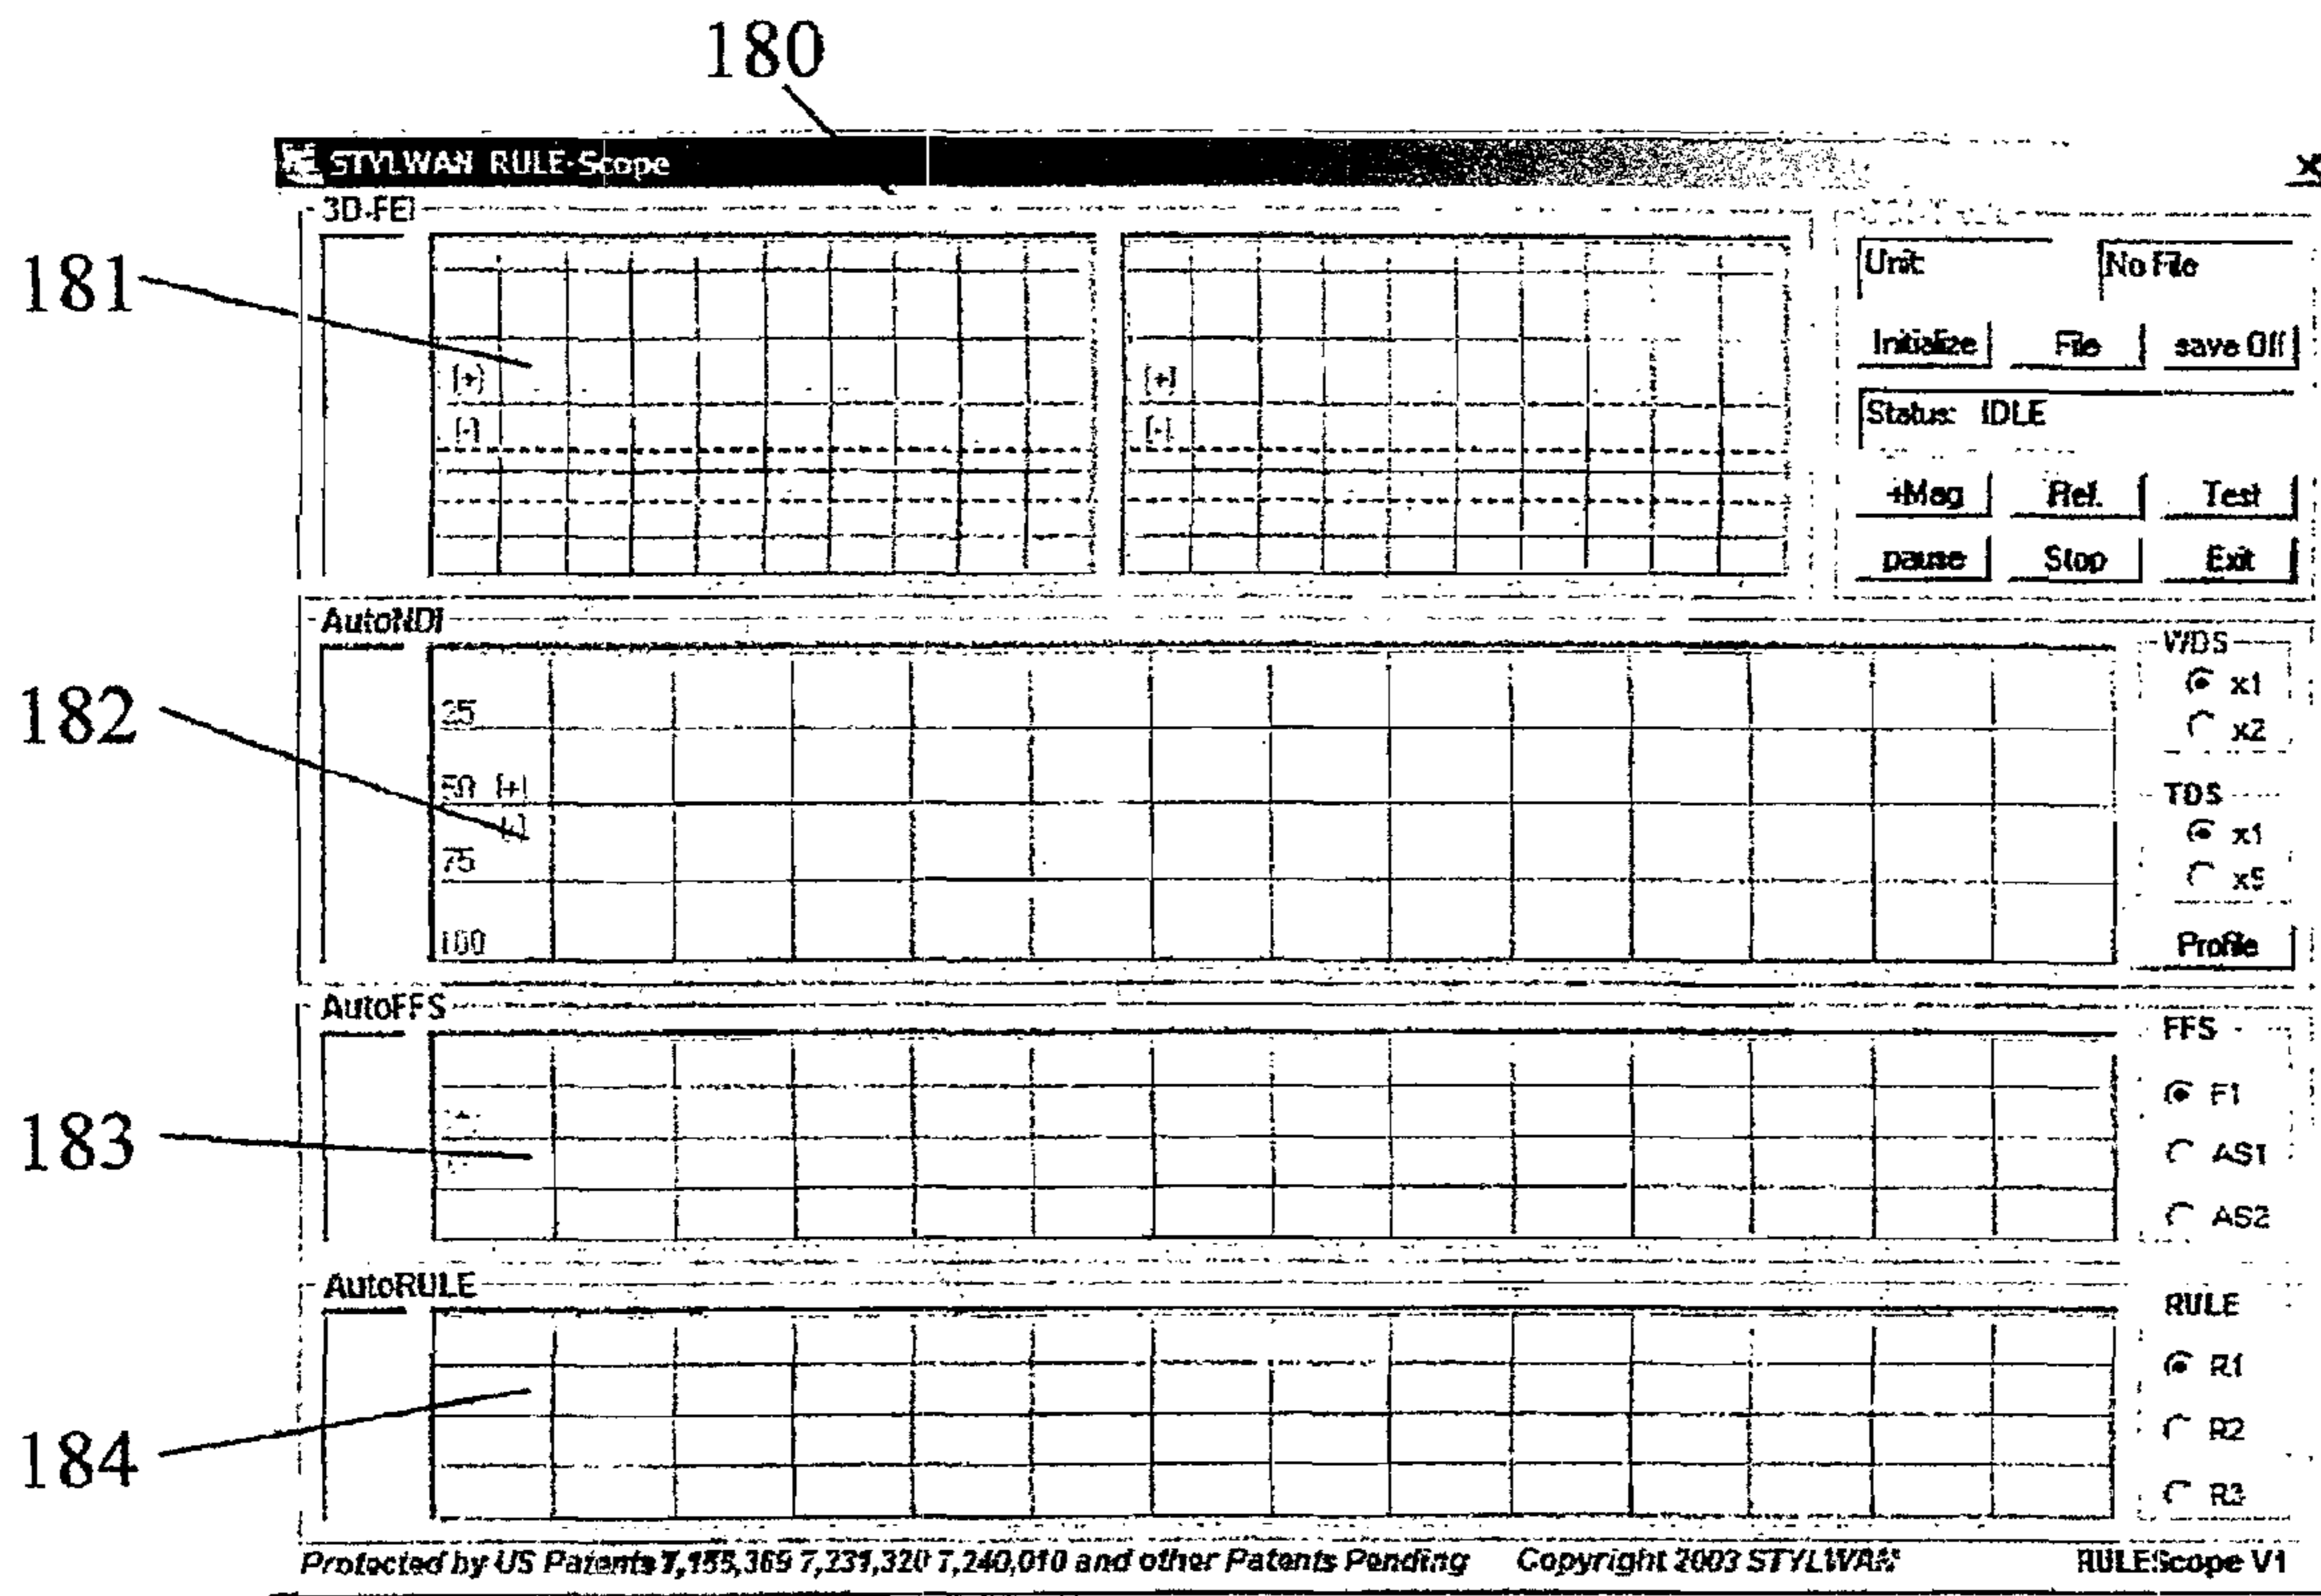 180
STYLWAN RULE-Scope
X
3D-FEI
181
[+] [+]
[-] [-]
Unit: No File
Initialize File save Off
Status: IDLE
+Mag Ref. Test
pause Stop Exit
AutoNDI
182
25
50 [+]
[-]
75
100
WDS
x1
x2
TDS
x1
x5
Profile
AutoFFS
183
FFS
F1
AS1
AS2
AutoRULE
184
RULE
R1
R2
R3
Protected by US Patents 7,155,369 7,231,320 7,240,010 and other Patents Pending Copyright 2003 STYLWAN RULEScope V1